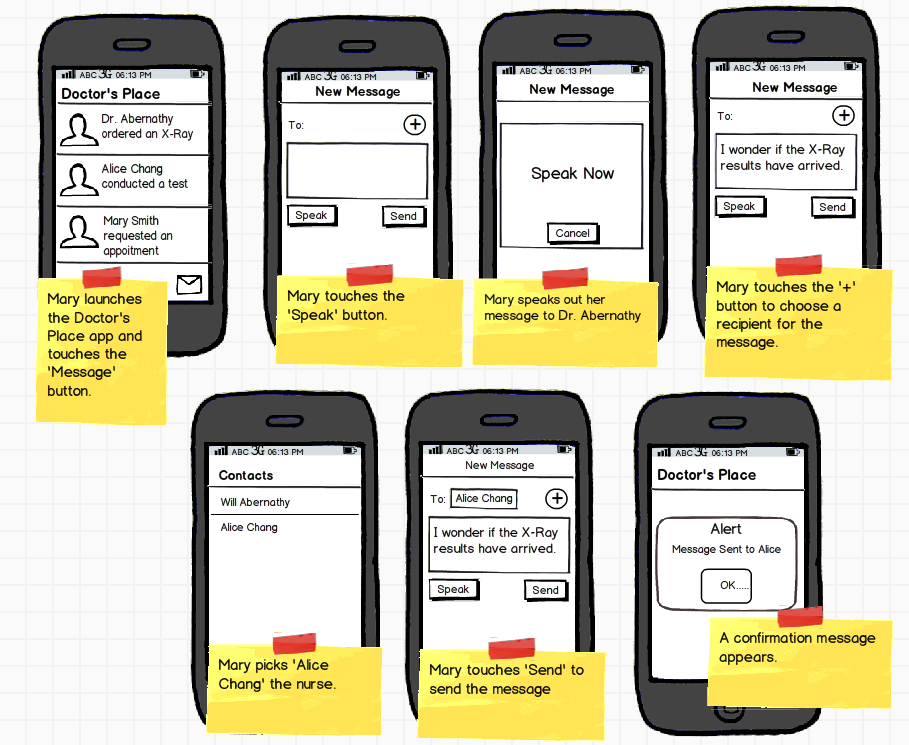 ABC 3G 06:13 PM
Doctor's Place
Dr. Abernathy
ordered an X-Ray
Alice Chang
conducted a test
Mary Smith
requested an
appoitment
Mary launches
the Doctor's
Place app and
touches the
'Message'
button.
ABC 3G 06:13 PM
New Message
To:
Speak
Send
Mary touches the
'Speak' button.
ABC 3G 06:13 PM
New Message
Speak Now
Cancel
Mary speaks out her
message to Dr. Abernathy
ABC 3G 06:13 PM
New Message
To:
I wonder if the X-Ray
results have arrived.
Speak
Send
Mary touches the '+'
button to choose a
recipient for the
message.
ABC 3G 06:13 PM
Contacts
Will Abernathy
Alice Chang
Mary picks 'Alice
Chang' the nurse.
ABC 3G 06:13 PM
New Message
To: Alice Chang
I wonder if the X-Ray
results have arrived.
Speak
Send
Mary touches 'Send' to
send the message
ABC 3G 06:13 PM
Doctor's Place
Alert
Message Sent to Alice
OK.....
A confirmation message
appears.